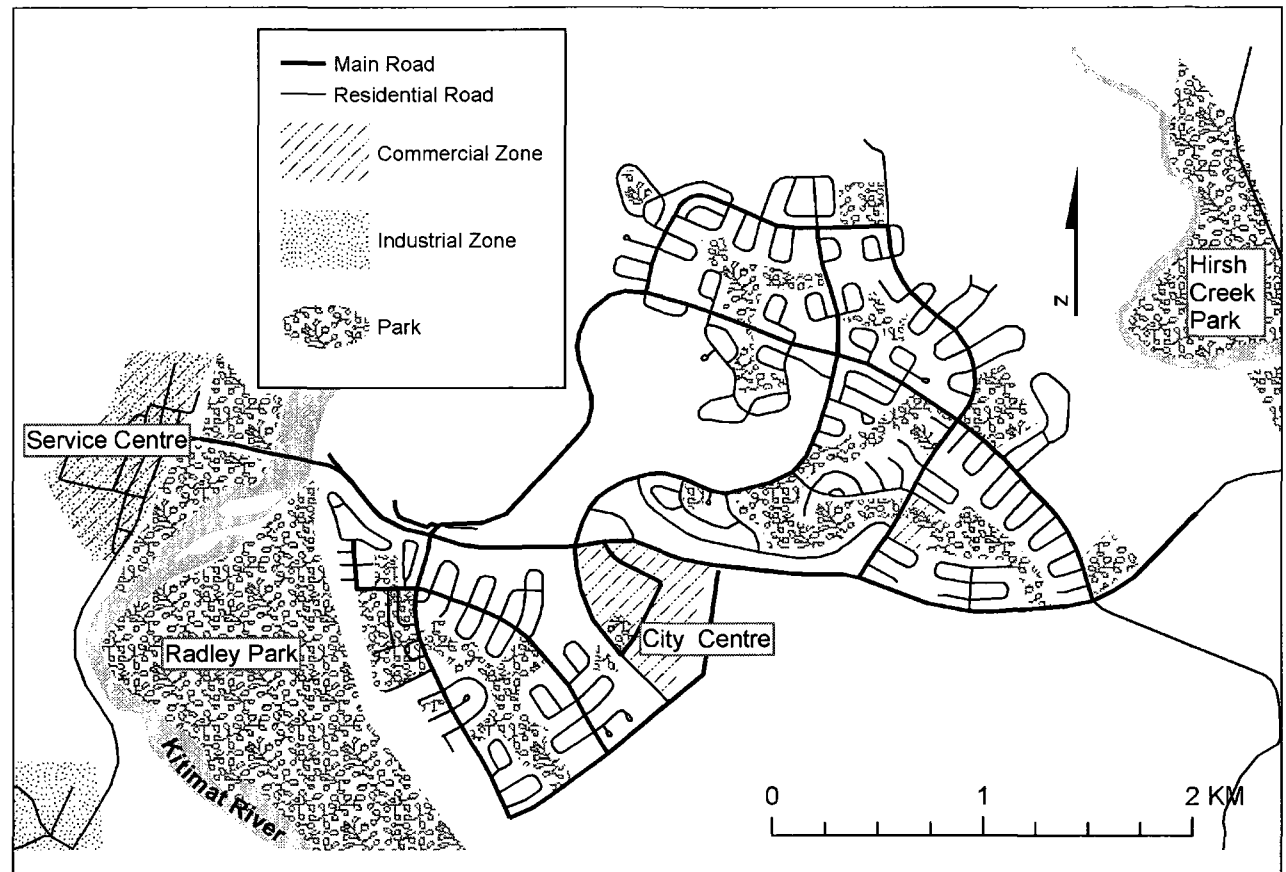 Main Road
Residential Road
Commercial Zone
Industrial Zone
Park
N
Hirsh
Creek
Park
Service Centre
Radley Park
City Centre
Kitimat River
0 1 2 KM